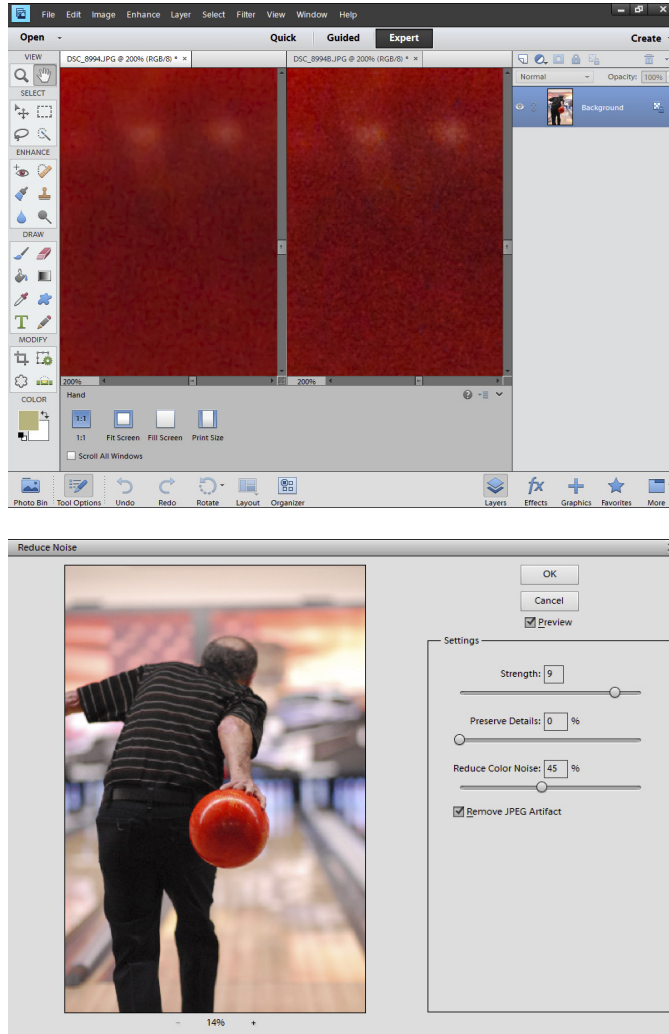 File Edit Image Enhance Layer Select Filter View Window Help
Open Quick Guided Expert Create
VIEW DSC_8994.JPG @ 200% (RGB/8) * × DSC_8994B.JPG @ 200% (RGB/8) * ×
Normal Opacity: 100%
SELECT
Background
ENHANCE
DRAW
MODIFY
200% 200%
COLOR Hand
1:1
1:1 Fit Screen Fill Screen Print Size
Scroll All Windows
Photo Bin Tool Options Undo Redo Rotate Layout Organizer Layers Effects Graphics Favorites More
Reduce Noise
OK
Cancel
Preview
Settings
Strength: 9
Preserve Details: 0 %
Reduce Color Noise: 45 %
Remove JPEG Artifact
- 14% +